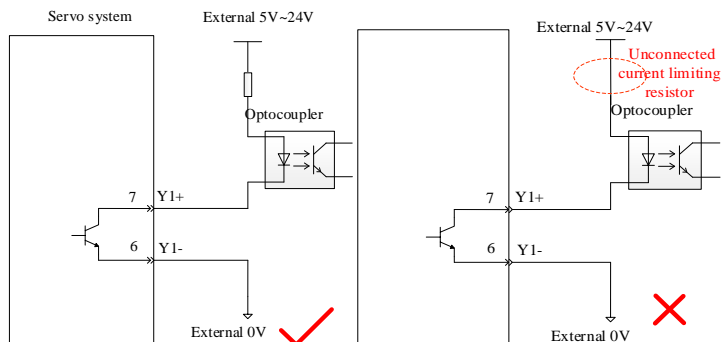 Servo system
External 5V~24V
Optocoupler
7
Y1+
6
Y1-
External 0V
External 5V~24V
Unconnected
current limiting
resistor
Optocoupler
7
Y1+
6
Y1-
External 0V